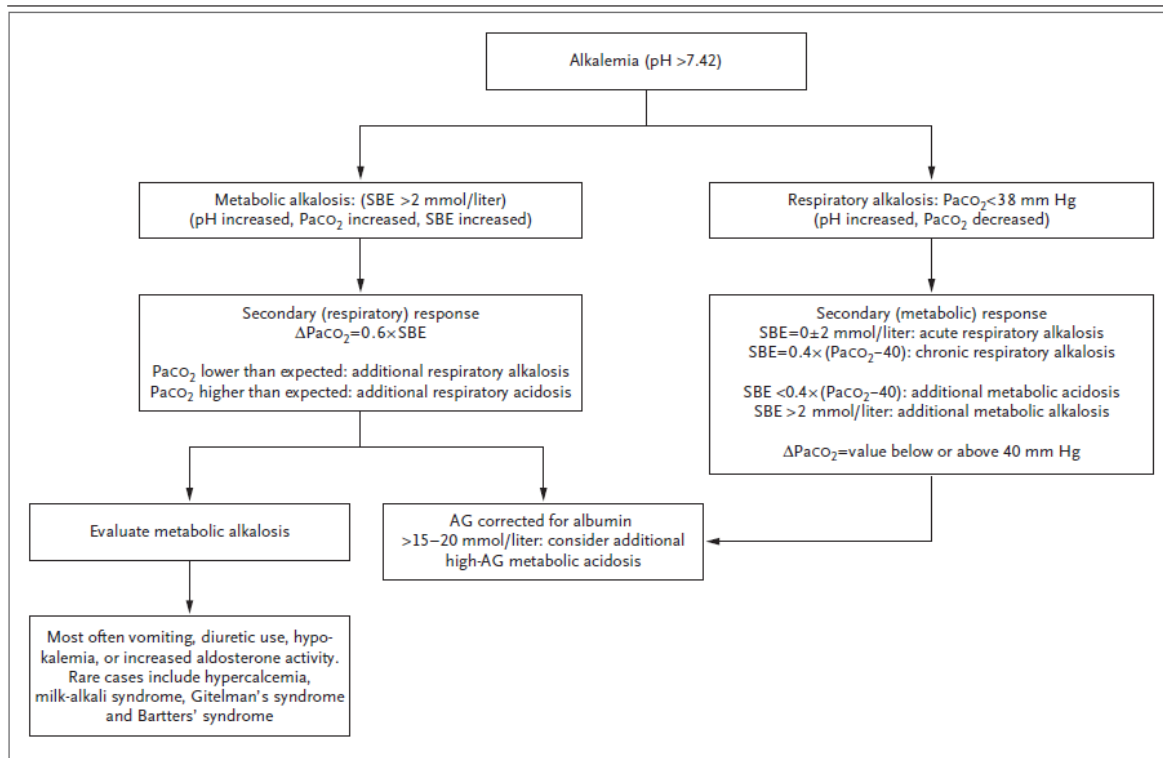 Alkalemia (pH >7.42)
Metabolic alkalosis: (SBE >2 mmol/liter)
(pH increased, Paco₂ increased, SBE increased)
Respiratory alkalosis: Paco₂<38 mm Hg
(pH increased, Paco₂ decreased)
Secondary (respiratory) response
ΔPaco₂=0.6×SBE
Paco₂ lower than expected: additional respiratory alkalosis
Paco₂ higher than expected: additional respiratory acidosis
Secondary (metabolic) response
SBE=0±2 mmol/liter: acute respiratory alkalosis
SBE=0.4×(Paco₂–40): chronic respiratory alkalosis
SBE <0.4×(Paco₂–40): additional metabolic acidosis
SBE >2 mmol/liter: additional metabolic alkalosis
ΔPaco₂=value below or above 40 mm Hg
Evaluate metabolic alkalosis
AG corrected for albumin
>15–20 mmol/liter: consider additional
high-AG metabolic acidosis
Most often vomiting, diuretic use, hypo-
kalemia, or increased aldosterone activity.
Rare cases include hypercalcemia,
milk-alkali syndrome, Gitelman's syndrome
and Bartters' syndrome